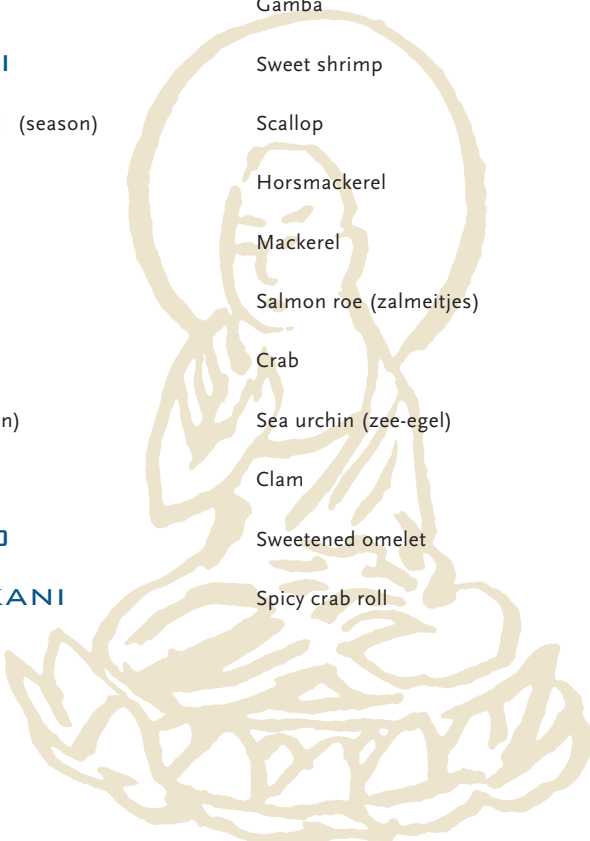 Gamba
I Sweet shrimp
(season) Scallop
Horsmackerel
Mackerel
Salmon roe (zalmeitjes)
Crab
n) Sea urchin (zee-egel)
Clam
Sweetened omelet
KANI Spicy crab roll